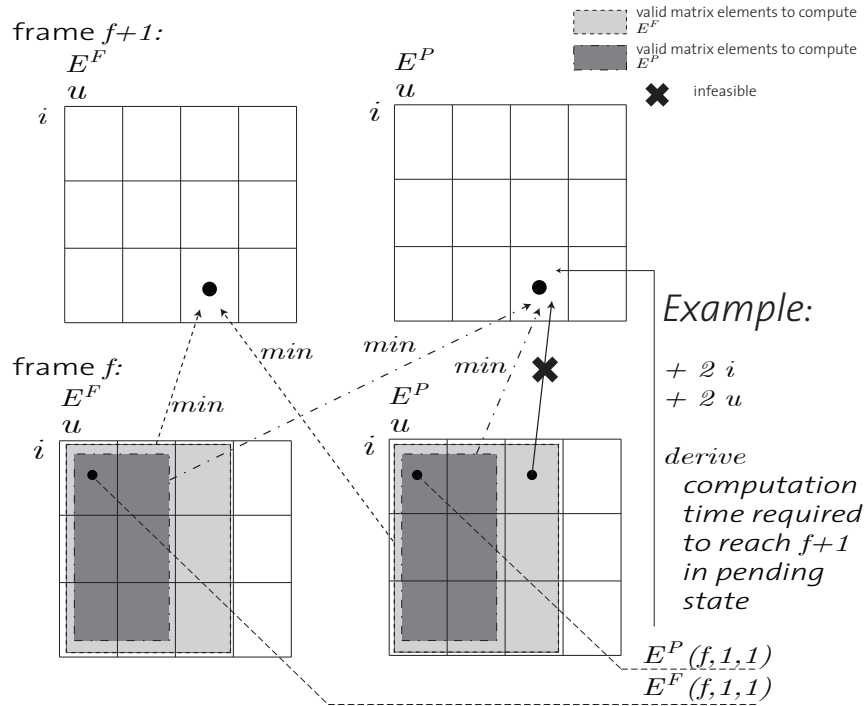 frame f+1:
valid matrix elements to compute
E^F
valid matrix elements to compute
E^P
infeasible
E^F
u
i
E^P
u
i
Example:
+ 2 i
+ 2 u
derive
computation
time required
to reach f+1
in pending
state
min
min
min
min
frame f:
E^F
u
i
E^P
u
i
E^P(f,1,1)
E^F(f,1,1)